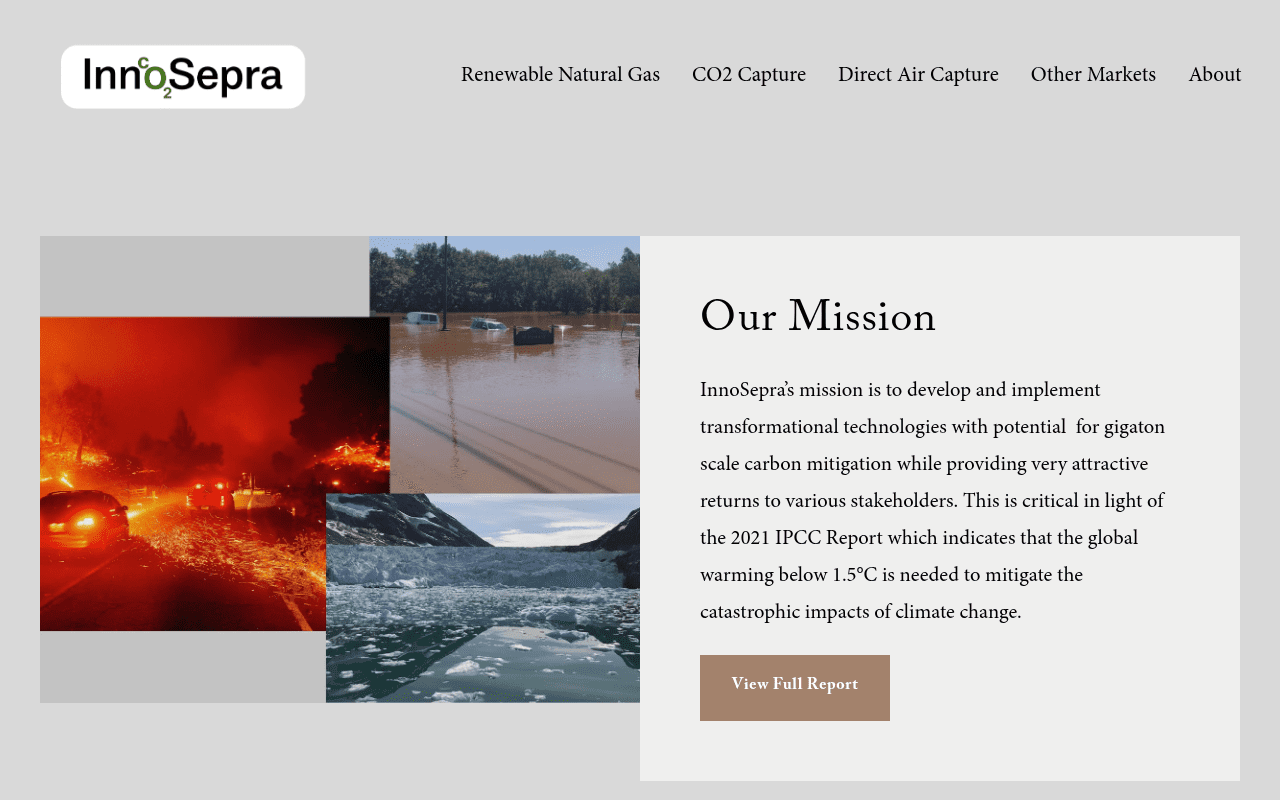 InncO2Sepra
Renewable Natural Gas
CO2 Capture
Direct Air Capture
Other Markets
About
Our Mission
InnoSepra’s mission is to develop and implement
transformational technologies with potential  for gigaton
scale carbon mitigation while providing very attractive
returns to various stakeholders. This is critical in light of
the 2021 IPCC Report which indicates that the global
warming below 1.5°C is needed to mitigate the
catastrophic impacts of climate change.
View Full Report